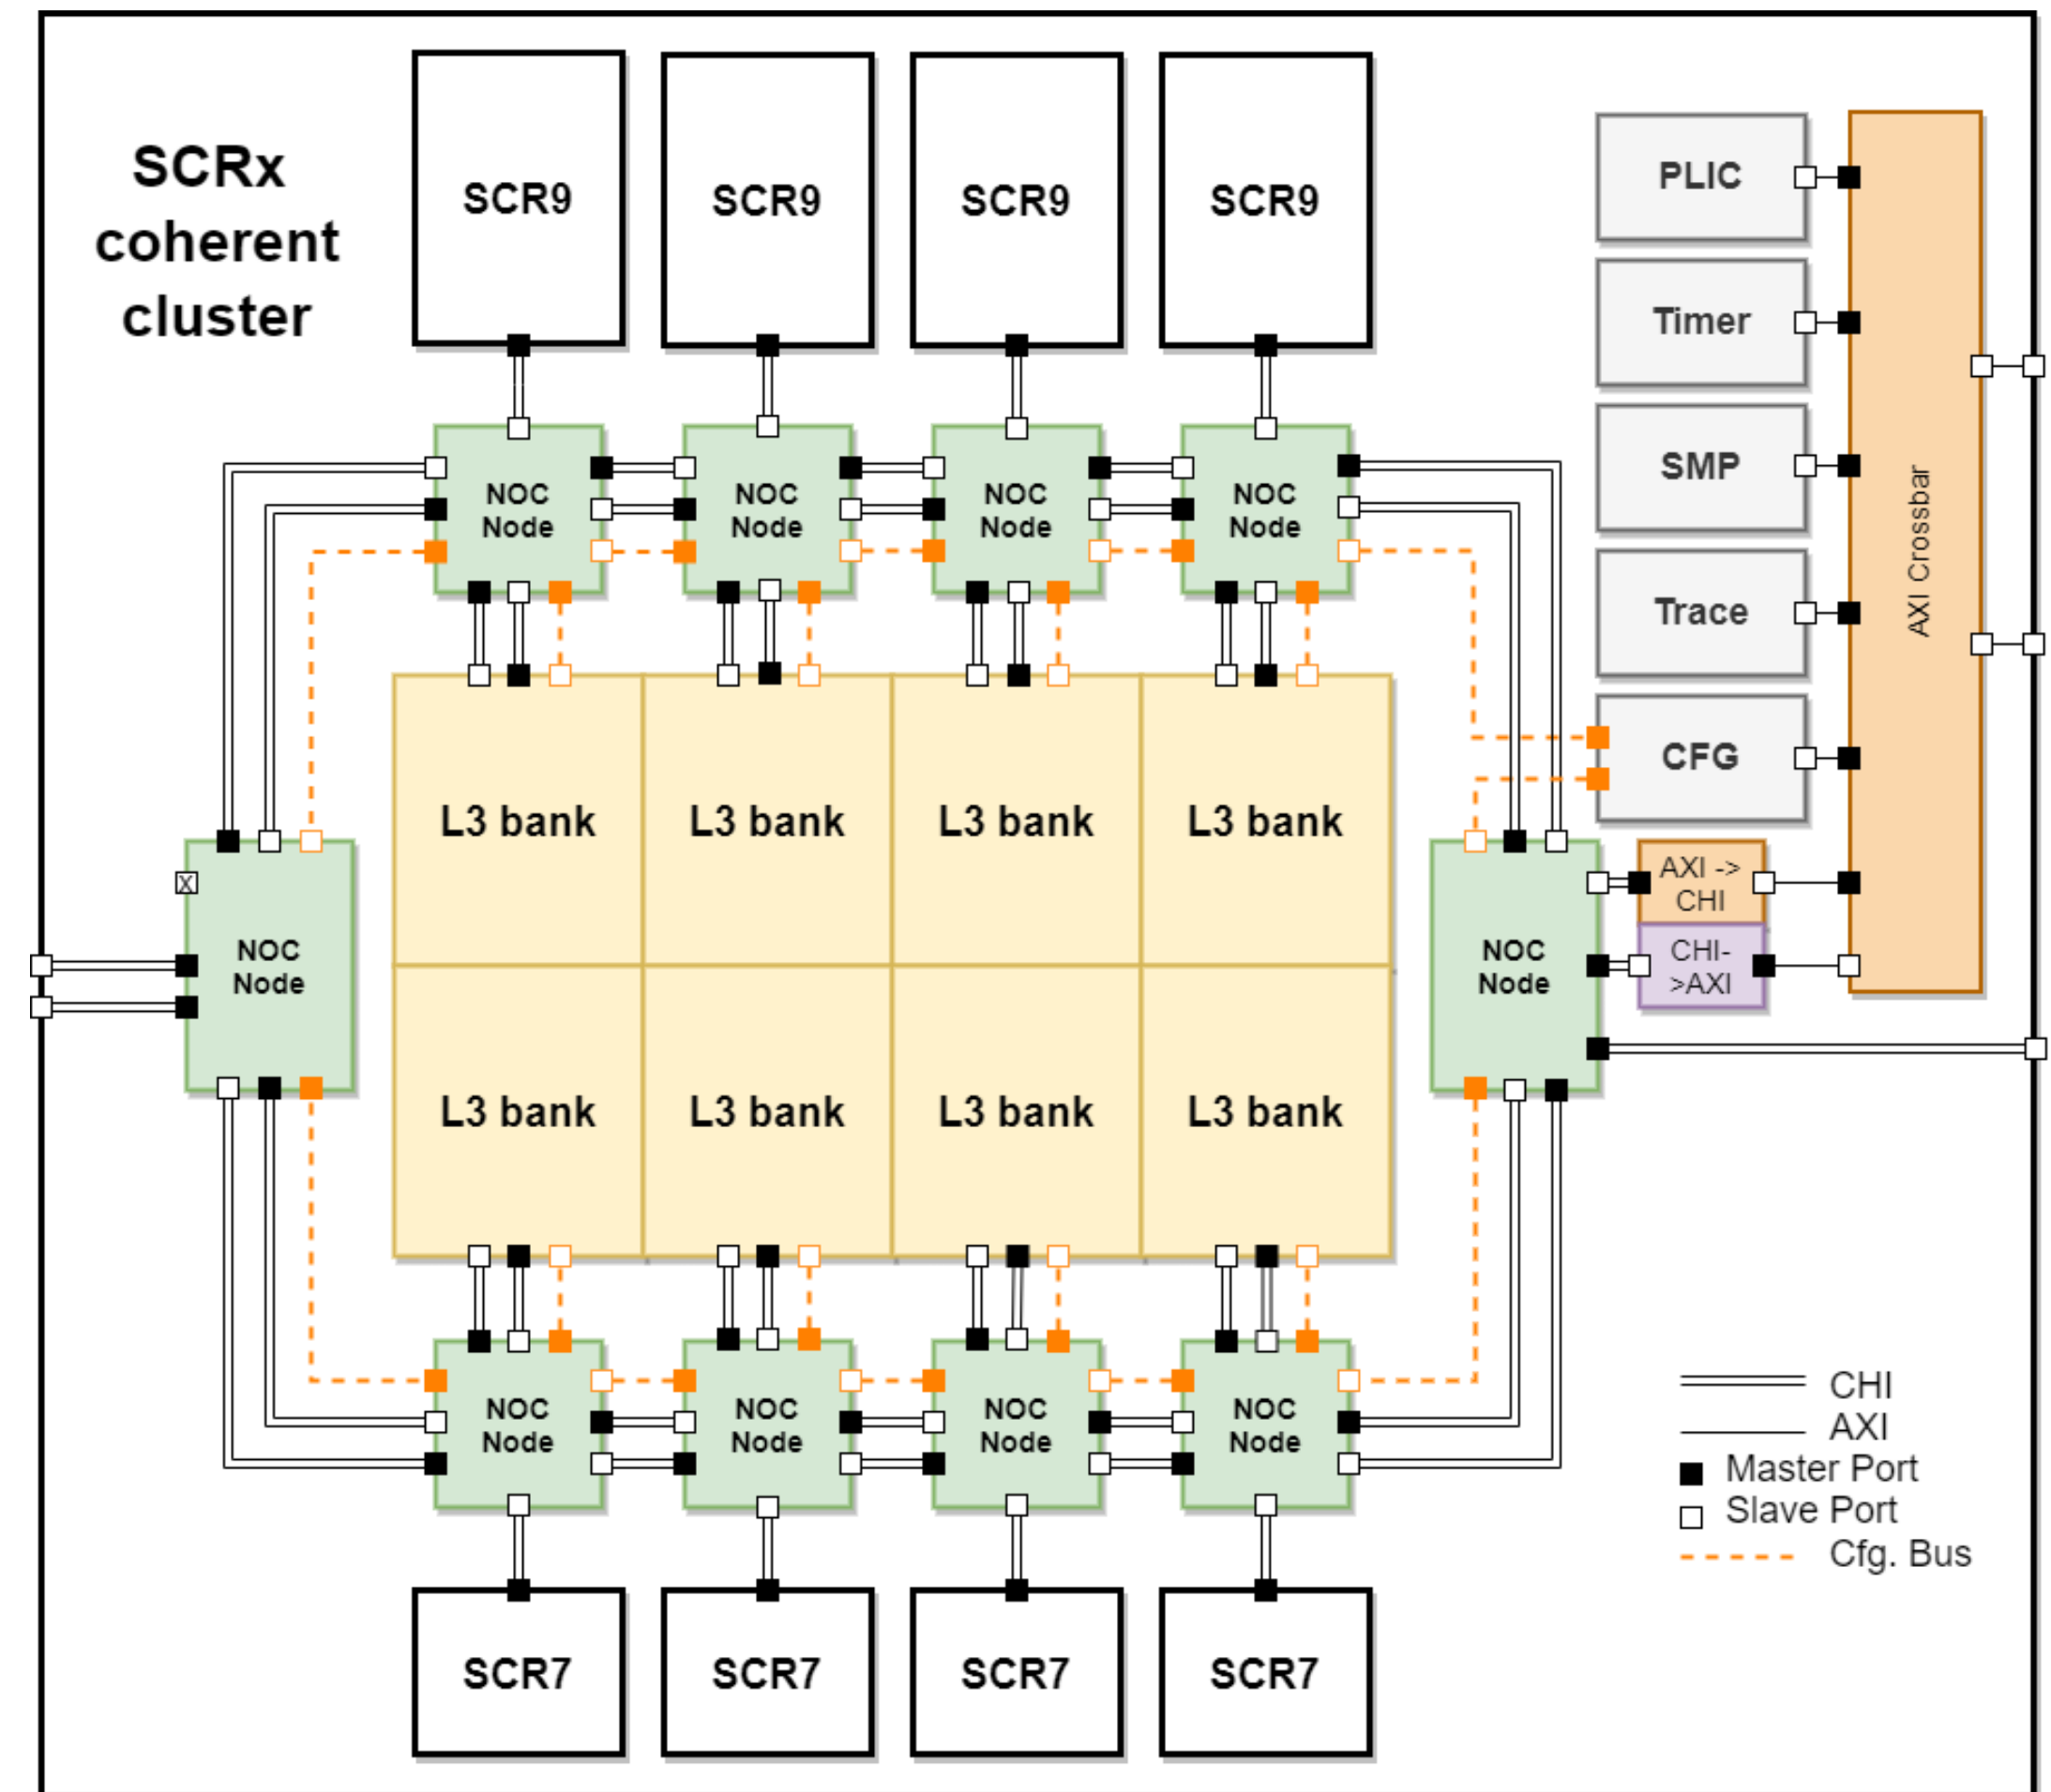 SCRx
coherent
cluster
SCR9
SCR9
SCR9
SCR9
PLIC
Timer
SMP
Trace
CFG
AXI Crossbar
NOC
Node
NOC
Node
NOC
Node
NOC
Node
L3 bank
L3 bank
L3 bank
L3 bank
X
NOC
Node
NOC
Node
AXI ->
CHI
CHI-
>AXI
L3 bank
L3 bank
L3 bank
L3 bank
NOC
Node
NOC
Node
NOC
Node
NOC
Node
CHI
AXI
Master Port
Slave Port
Cfg. Bus
SCR7
SCR7
SCR7
SCR7